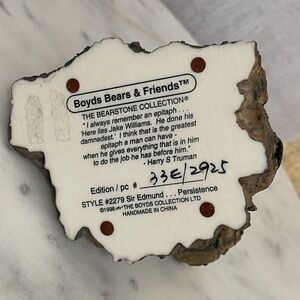 Boyds Bears & Friends™
THE BEARSTONE COLLECTION®
"I always remember an epitaph . . .
'Here lies Jake Williams. He done his
damnedest.' I think that is the greatest
epitaph a man can have -
when he gives everything that is in him
to do the job he has before him."
- Harry S Truman
Edition / pc # 33E/2925
STYLE #2279 Sir Edmund . . . Persistence
©1996 THE BOYDS COLLECTION LTD
HANDMADE IN CHINA